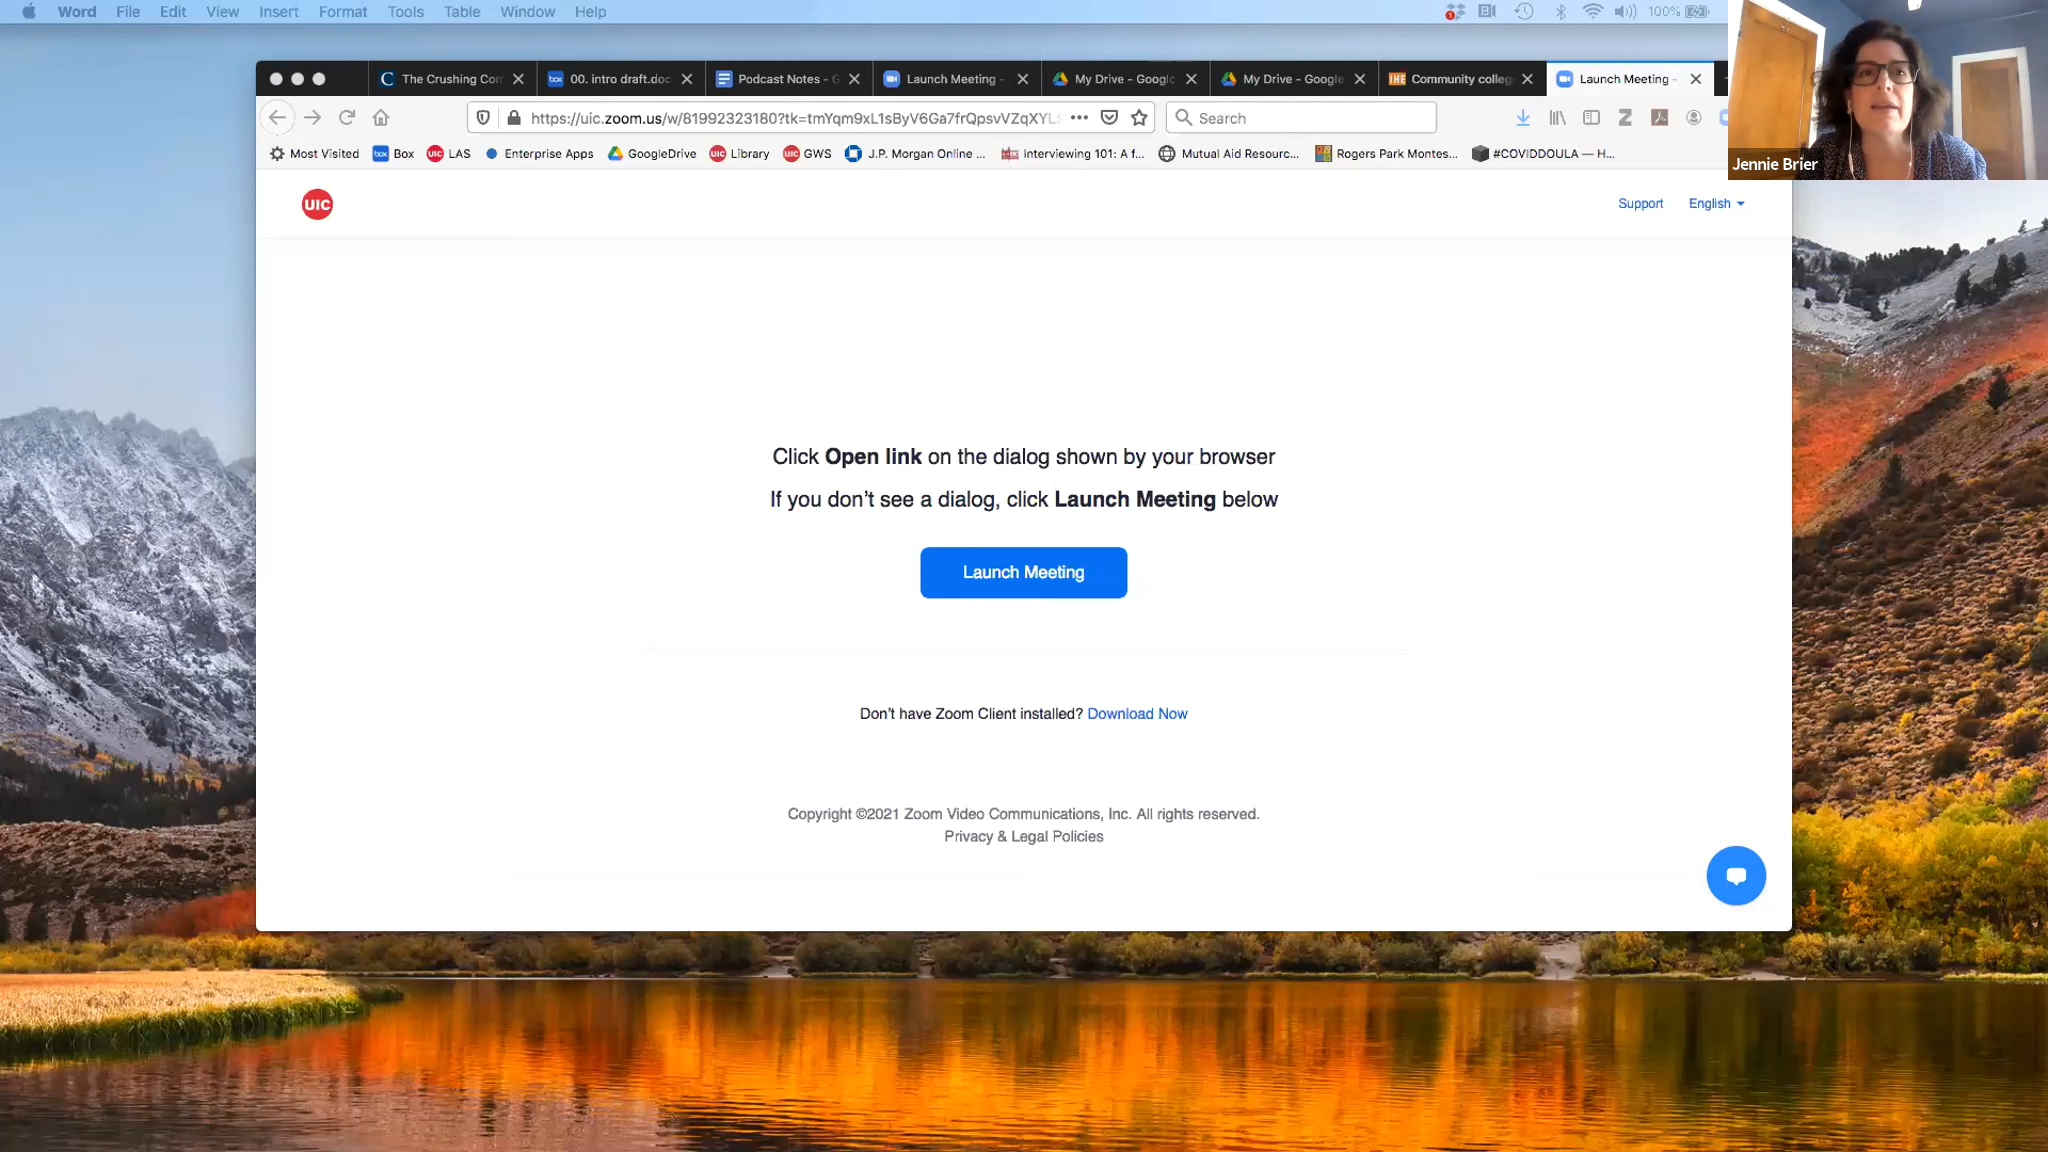 Word File Edit View Insert Format Tools Table Window Help 100%
The Crushing Con 00. intro draft.doc Podcast Notes - G Launch Meeting - My Drive - Google My Drive - Google Community colleg Launch Meeting -
https://uic.zoom.us/w/81992323180?tk=tmYqm9xL1sByV6Ga7frQpsvVZqXYLS Search
Most Visited box Box UIC LAS Enterprise Apps GoogleDrive UIC Library UIC GWS J.P. Morgan Online ... Interviewing 101: A f... Mutual Aid Resourc... Rogers Park Montes... #COVIDDOULA — H...
Jennie Brier
UIC Support English
Click Open link on the dialog shown by your browser
If you don’t see a dialog, click Launch Meeting below
Launch Meeting
Don’t have Zoom Client installed? Download Now
Copyright ©2021 Zoom Video Communications, Inc. All rights reserved.
Privacy & Legal Policies